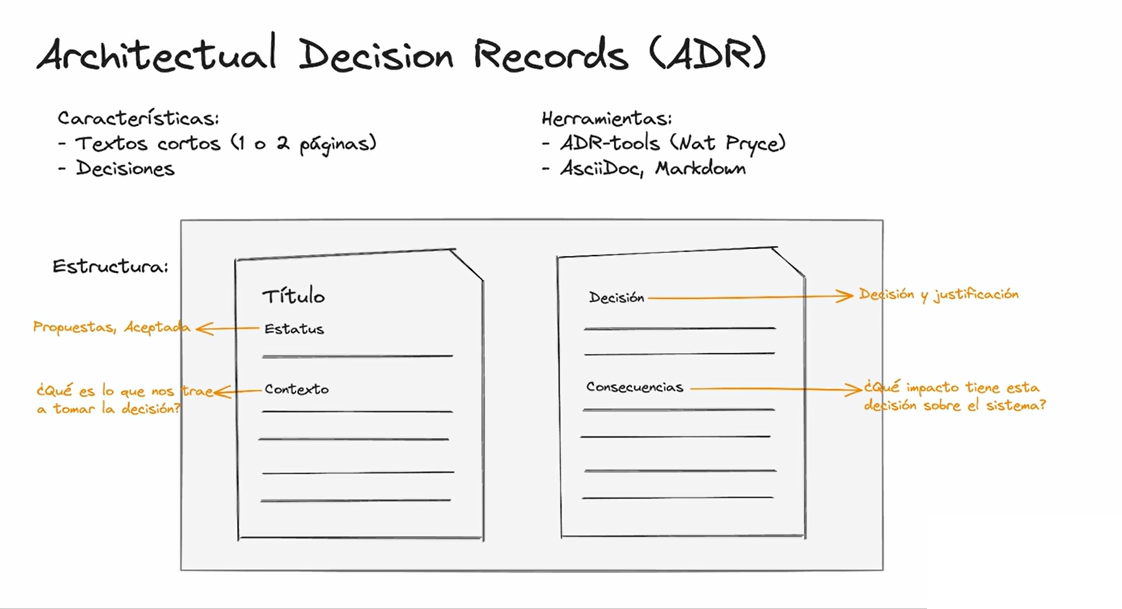 Architectual Decision Records (ADR)
Características:
- Textos cortos (1 o 2 páginas)
- Decisiones
Herramientas:
- ADR-tools (Nat Pryce)
- AsciiDoc, Markdown
Estructura:
Título
Estatus
Propuestas, Aceptada
Contexto
¿Qué es lo que nos trae
a tomar la decisión?
Decisión
Decisión y justificación
Consecuencias
¿Qué impacto tiene esta
decisión sobre el sistema?